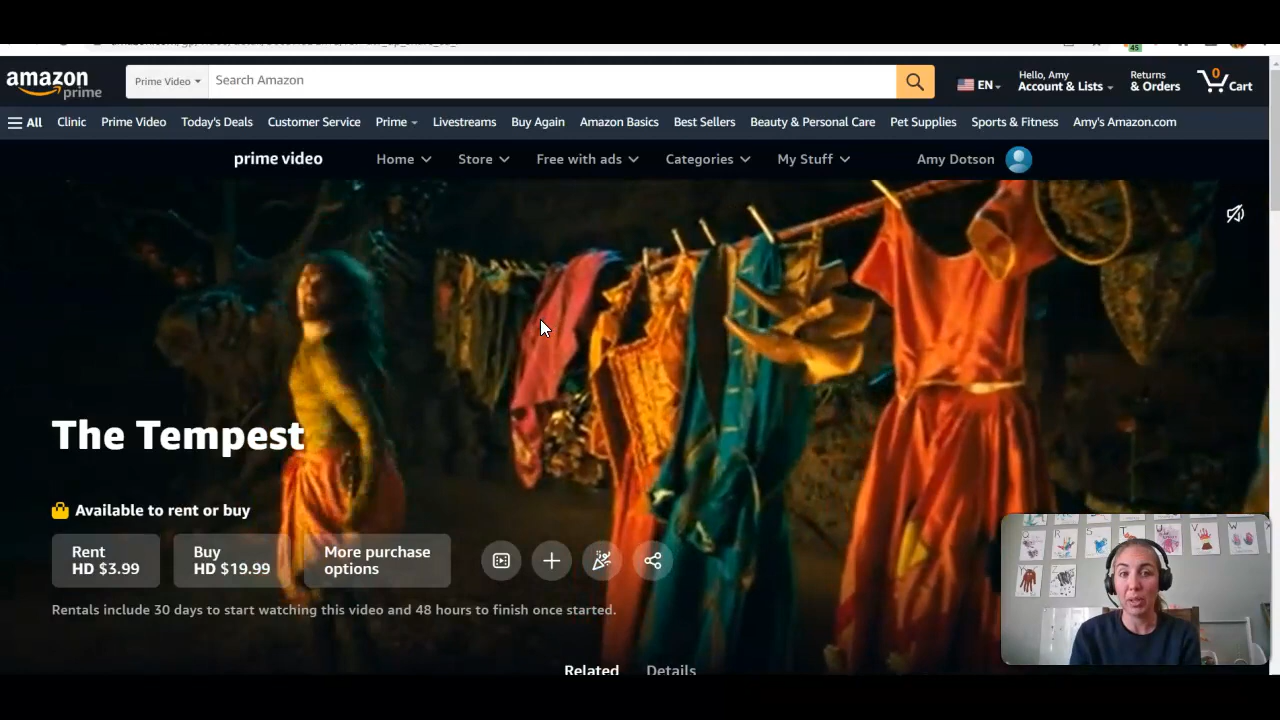 45
amazon
prime
Prime Video
Search Amazon
EN
Hello, Amy
Account & Lists
Returns
& Orders
0
Cart
All
Clinic
Prime Video
Today's Deals
Customer Service
Prime
Livestreams
Buy Again
Amazon Basics
Best Sellers
Beauty & Personal Care
Pet Supplies
Sports & Fitness
Amy's Amazon.com
prime video
Home
Store
Free with ads
Categories
My Stuff
Amy Dotson
The Tempest
Available to rent or buy
Rent
HD $3.99
Buy
HD $19.99
More purchase
options
Rentals include 30 days to start watching this video and 48 hours to finish once started.
Related
Details
R
S
T
U
V
W